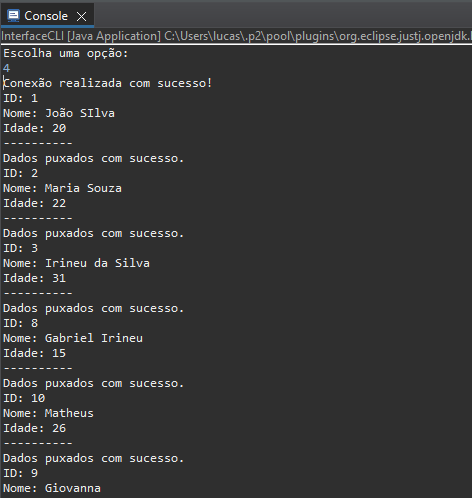 Console
InterfaceCLI [Java Application] C:\Users\lucas\.p2\pool\plugins\org.eclipse.justj.openjdk.
Escolha uma opção:
4
Conexão realizada com sucesso!
ID: 1
Nome: João SIlva
Idade: 20
----------
Dados puxados com sucesso.
ID: 2
Nome: Maria Souza
Idade: 22
----------
Dados puxados com sucesso.
ID: 3
Nome: Irineu da Silva
Idade: 31
----------
Dados puxados com sucesso.
ID: 8
Nome: Gabriel Irineu
Idade: 15
----------
Dados puxados com sucesso.
ID: 10
Nome: Matheus
Idade: 26
----------
Dados puxados com sucesso.
ID: 9
Nome: Giovanna